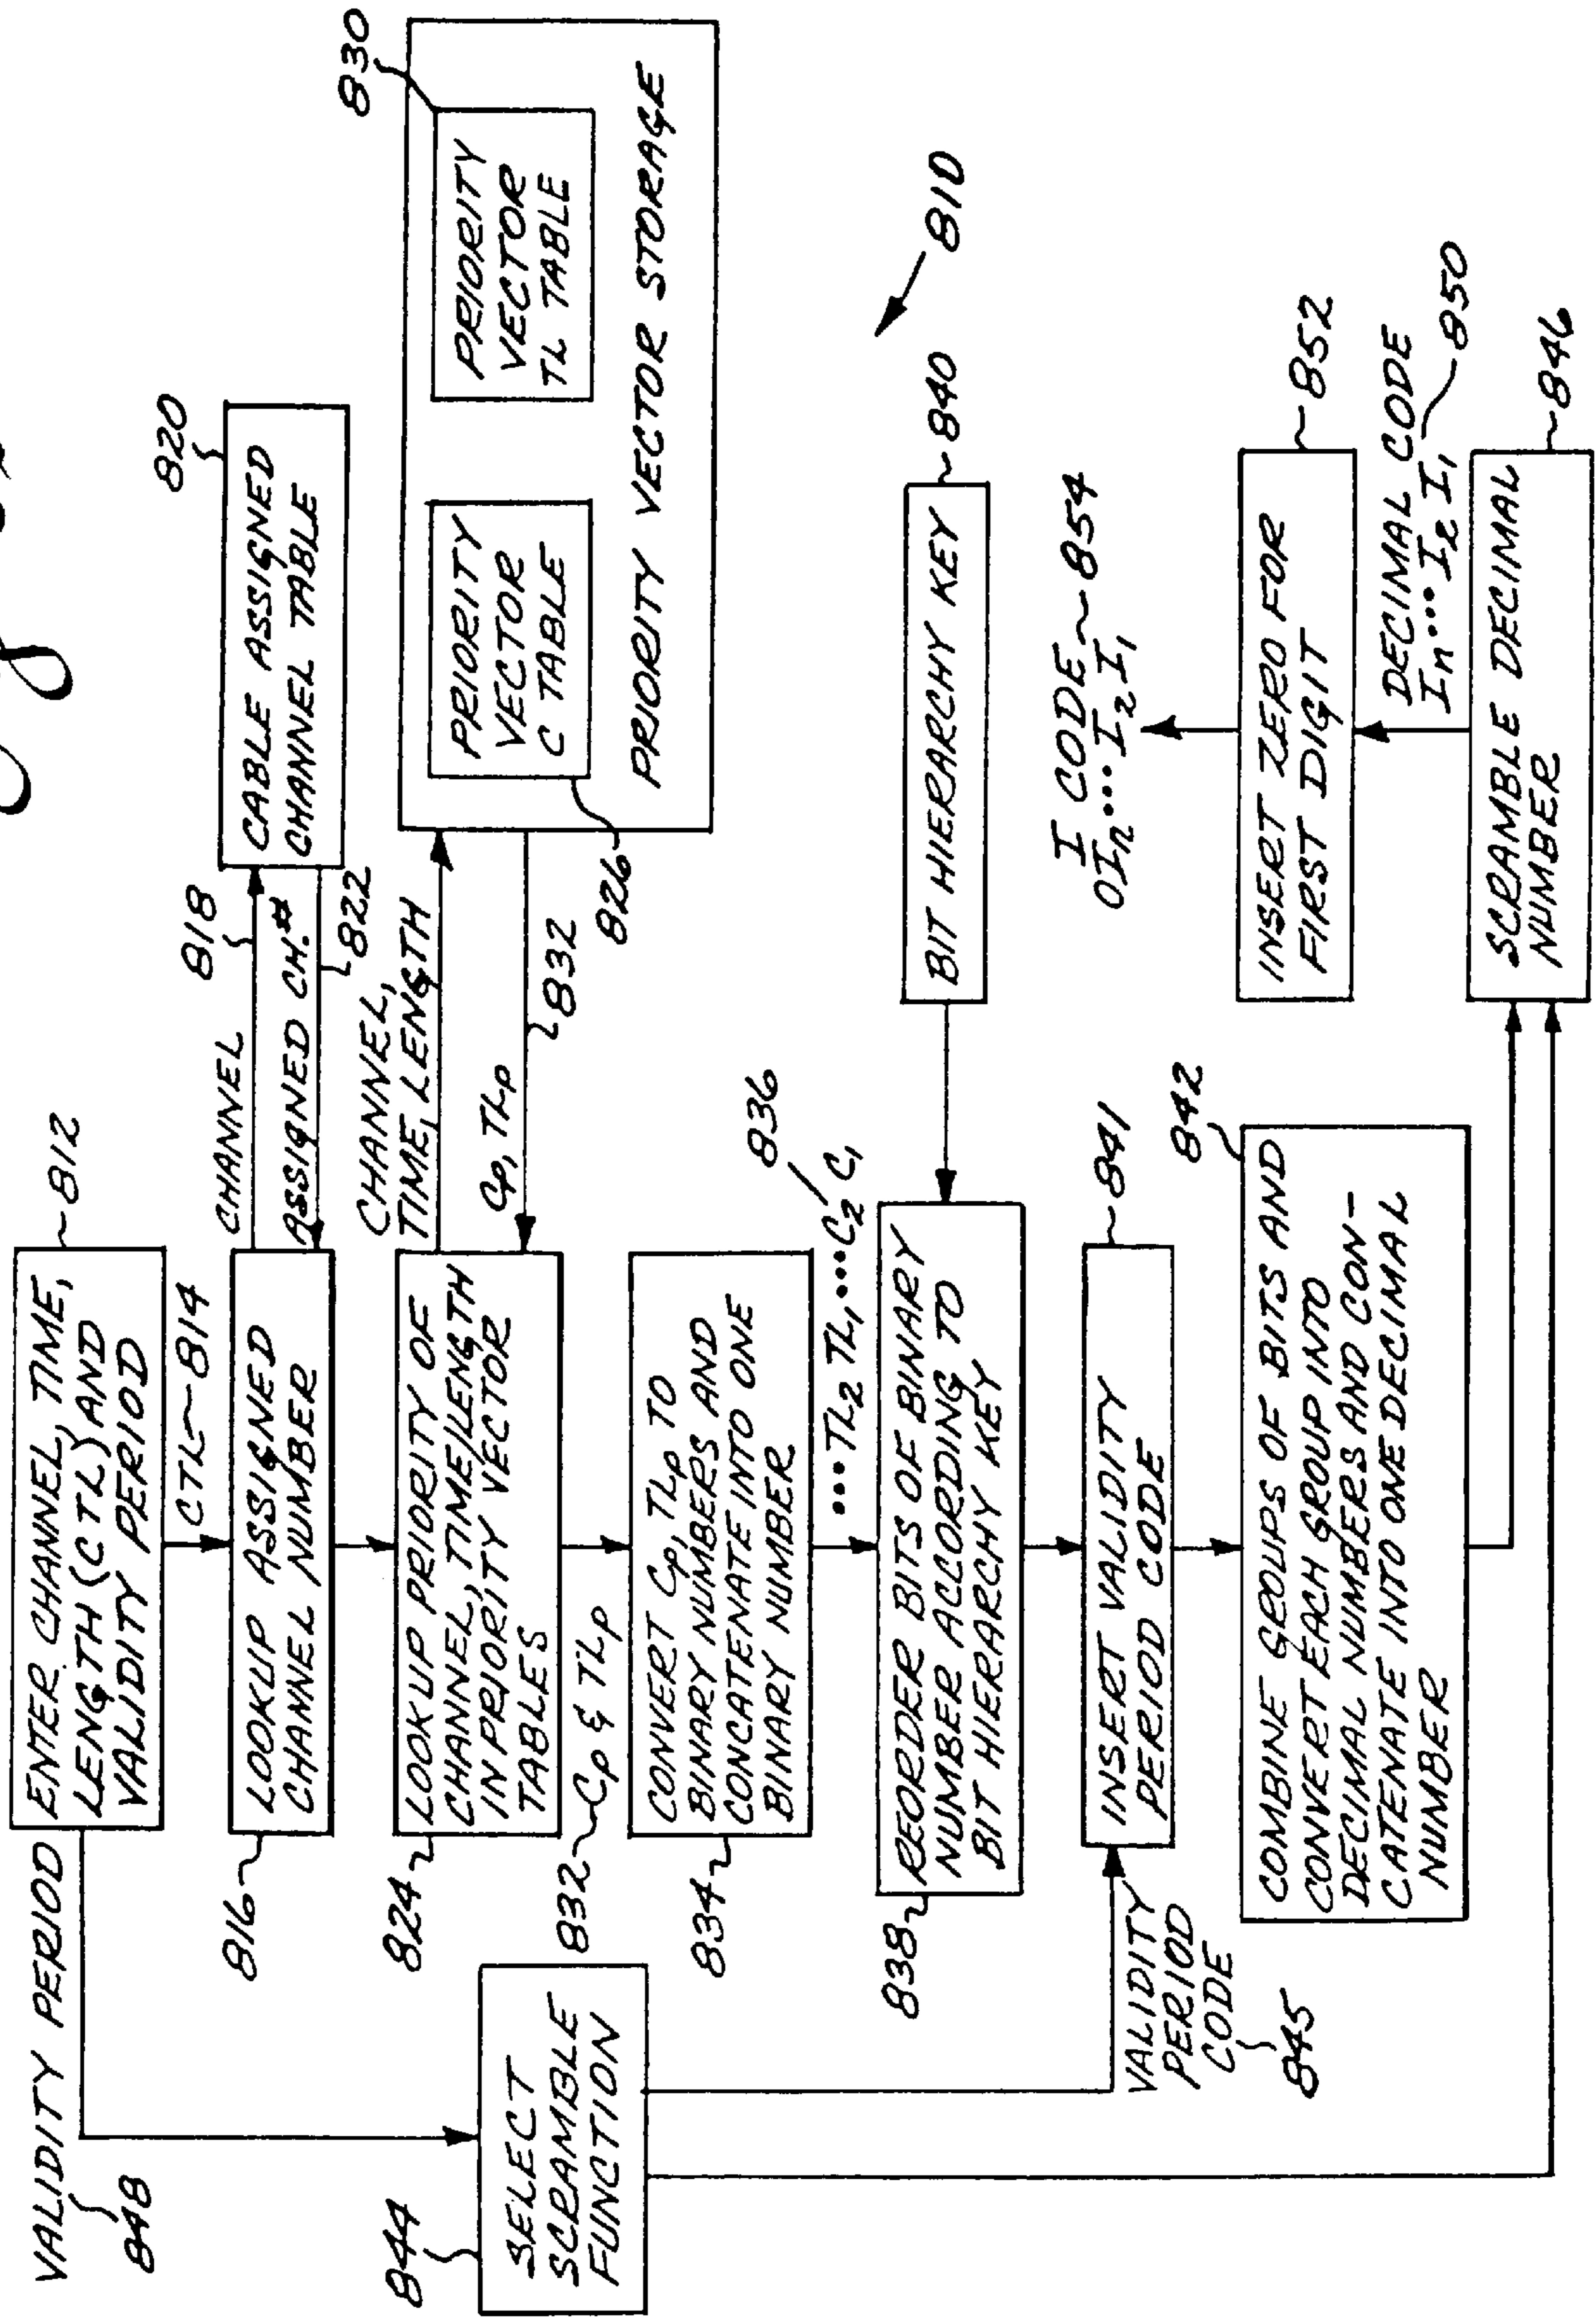 VALIDITY PERIOD
848
ENTER CHANNEL, TIME,
LENGTH (CTL) AND
VALIDITY PERIOD
812
CTL 814
816
LOOKUP ASSIGNED
CHANNEL NUMBER
CHANNEL
818
ASSIGNED CH.#
822
820
CABLE ASSIGNED
CHANNEL TABLE
824
LOOKUP PRIORITY OF
CHANNEL, TIME/LENGTH
IN PRIORITY VECTOR
TABLES
CHANNEL,
TIME, LENGTH
Cp, TLp
832
830
PRIORITY
VECTOR
C TABLE
826
PRIORITY
VECTOR
TL TABLE
PRIORITY VECTOR STORAGE
832 Cp & TLp
834
CONVERT Cp, TLp TO
BINARY NUMBERS AND
CONCATENATE INTO ONE
BINARY NUMBER
•••TL2 TL1•••C2 C1
836
838
REORDER BITS OF BINARY
NUMBER ACCORDING TO
BIT HIERARCHY KEY
BIT HIERARCHY KEY
840
810
844
SELECT
SCRAMBLE
FUNCTION
VALIDITY
PERIOD
CODE
845
INSERT VALIDITY
PERIOD CODE
841
842
COMBINE GROUPS OF BITS AND
CONVERT EACH GROUP INTO
DECIMAL NUMBERS AND CON-
CATENATE INTO ONE DECIMAL
NUMBER
I CODE
OIn•••I2 I1
854
INSERT ZERO FOR
FIRST DIGIT
852
DECIMAL CODE
In•••I2 I1
850
SCRAMBLE DECIMAL
NUMBER
846